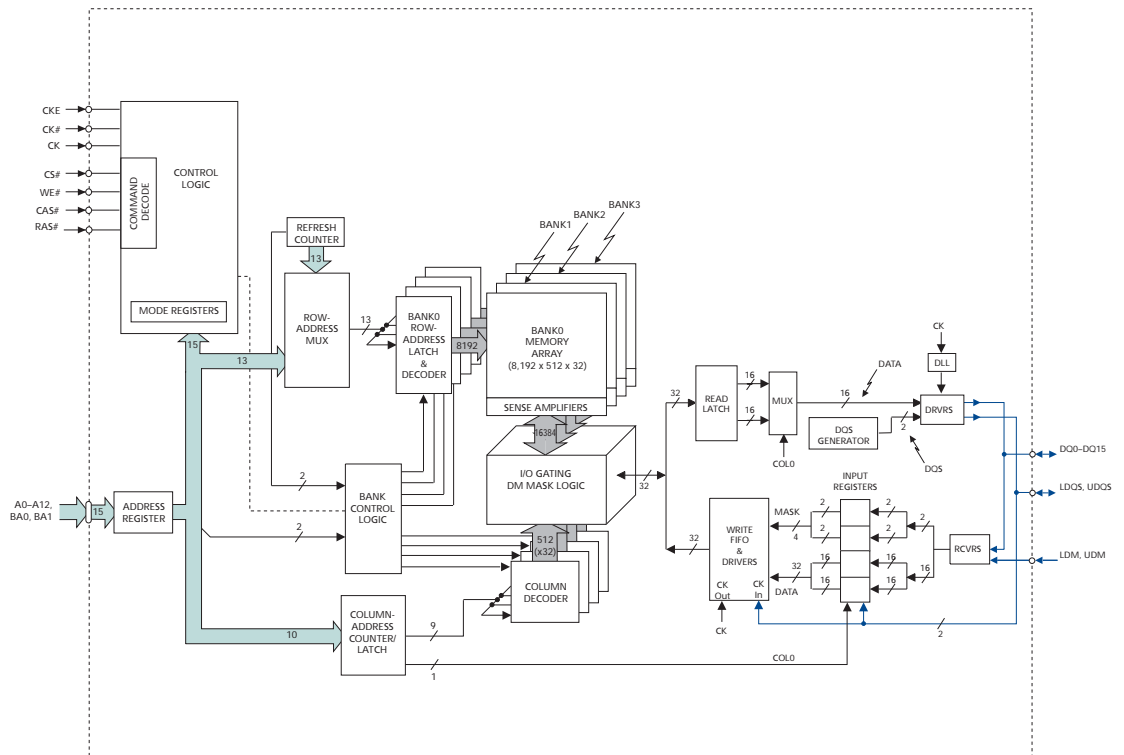 CKE
CK#
CK
CS#
WE#
CAS#
RAS#
CONTROL
LOGIC
COMMAND
DECODE
MODE REGISTERS
15
REFRESH
COUNTER
13
13
ROW-
ADDRESS
MUX
13
BANK0
ROW-
ADDRESS
LATCH
&
DECODER
8192
BANK3
BANK2
BANK1
BANK0
MEMORY
ARRAY
(8,192 x 512 x 32)
SENSE AMPLIFIERS
16384
I/O GATING
DM MASK LOGIC
32
2
BANK
CONTROL
LOGIC
2
A0–A12,
BA0, BA1
15
ADDRESS
REGISTER
512
(x32)
COLUMN
DECODER
10
COLUMN-
ADDRESS
COUNTER/
LATCH
9
1
COL0
32
READ
LATCH
16
16
MUX
COL0
16
DATA
DQS
GENERATOR
2
DQS
CK
DLL
DRVRS
DQ0–DQ15
LDQS, UDQS
LDM, UDM
INPUT
REGISTERS
32
WRITE
FIFO
&
DRIVERS
CK
Out
CK
In
CK
MASK
4
32
DATA
2
2
16
16
2
2
16
16
2
16
RCVRS
2